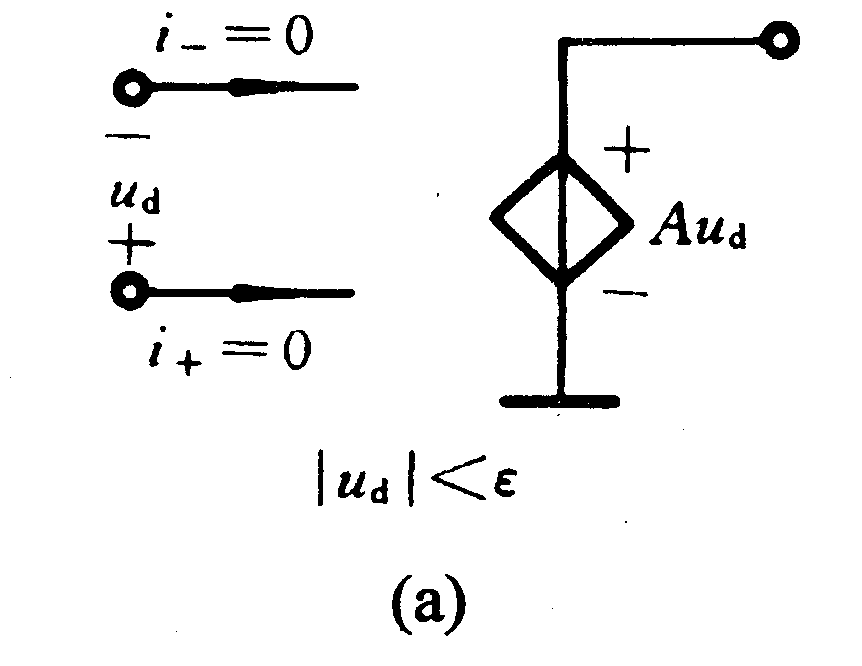 i₋ = 0
−
u_d
+
i₊ = 0
+
Au_d
−
|u_d| < ε
(a)